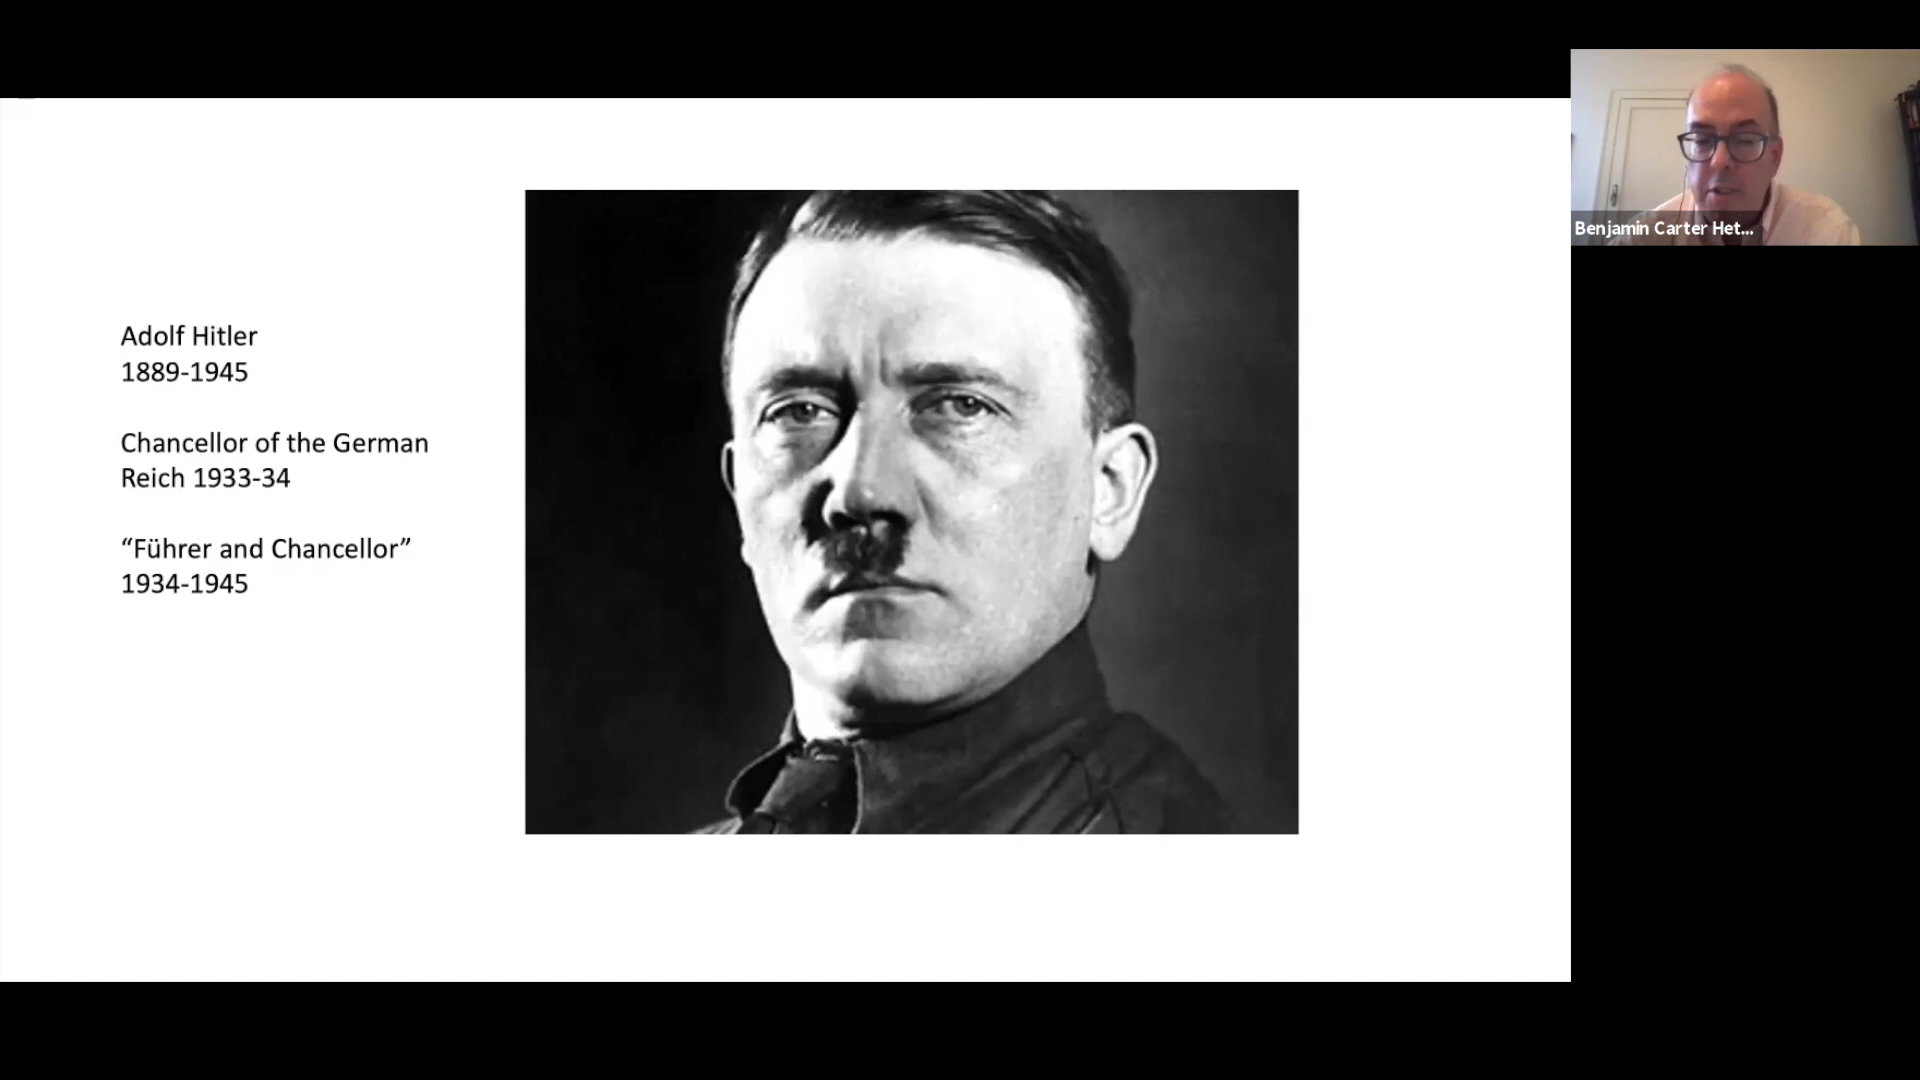 Adolf Hitler
1889-1945
Chancellor of the German
Reich 1933-34
“Führer and Chancellor”
1934-1945
Benjamin Carter Het...